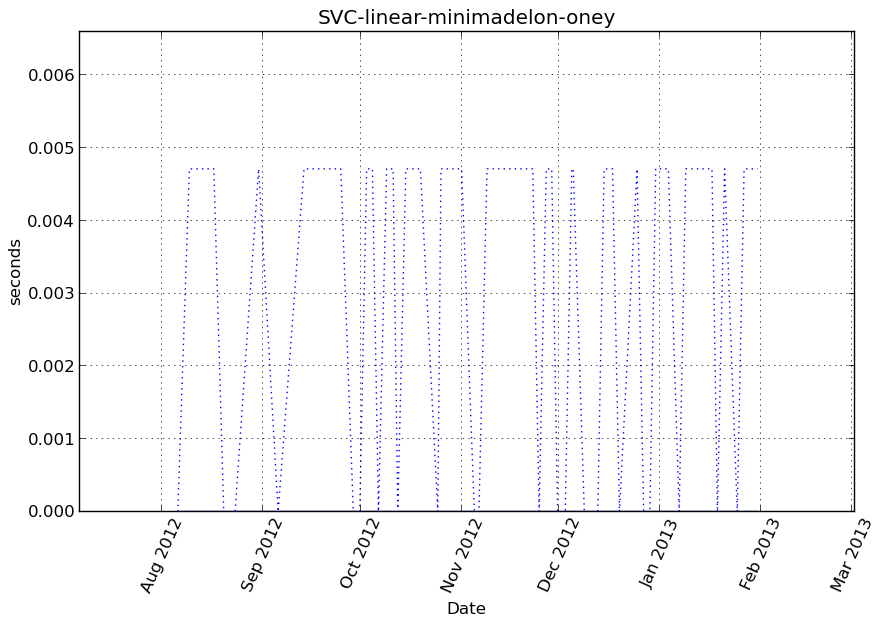 SVC-linear-minimadelon-oney
0.006
0.005
0.004
0.003
0.002
0.001
0.000
seconds
Aug 2012
Sep 2012
Oct 2012
Nov 2012
Dec 2012
Jan 2013
Feb 2013
Mar 2013
Date